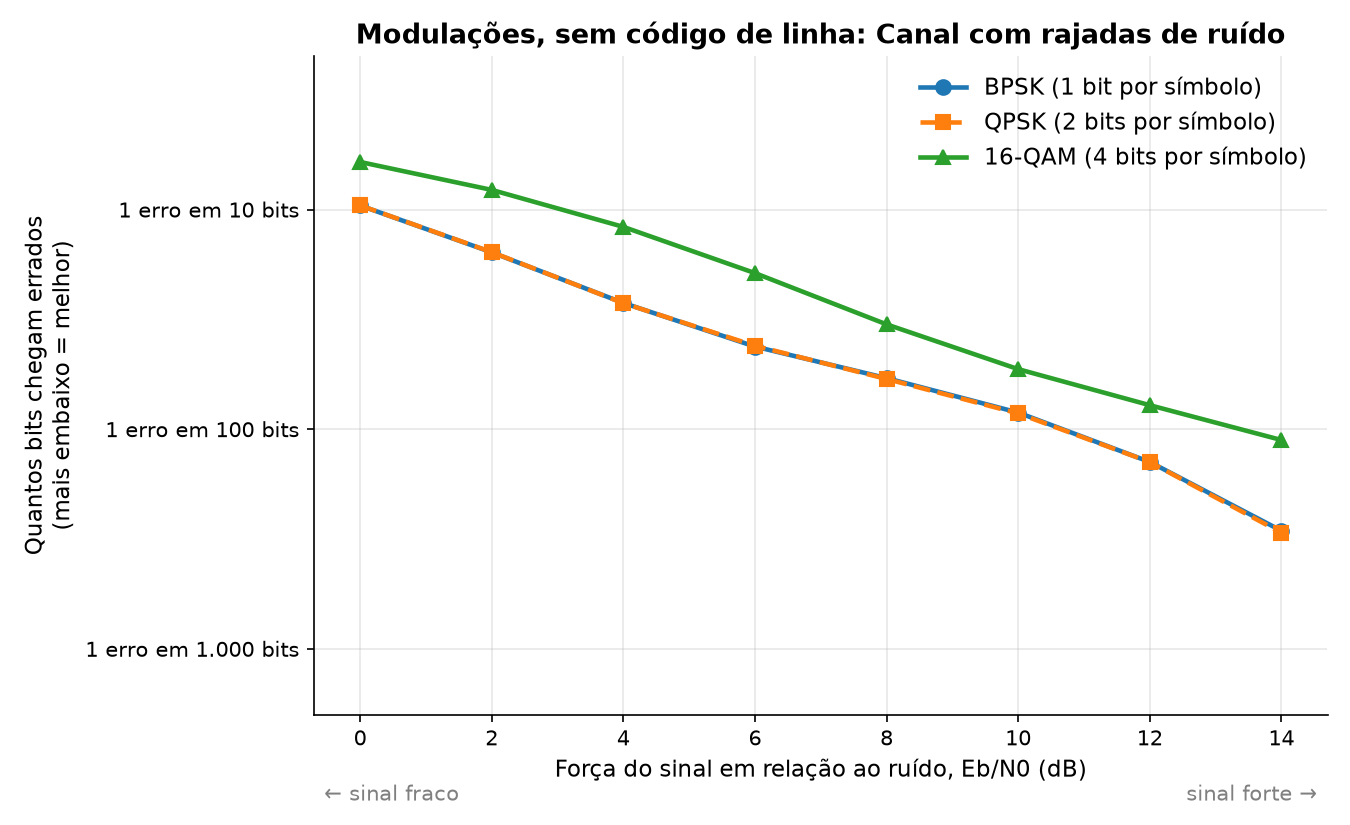 Modulações, sem código de linha: Canal com rajadas de ruído
BPSK (1 bit por símbolo)
QPSK (2 bits por símbolo)
16-QAM (4 bits por símbolo)
Quantos bits chegam errados
(mais embaixo = melhor)
1 erro em 10 bits
1 erro em 100 bits
1 erro em 1.000 bits
0 2 4 6 8 10 12 14
Força do sinal em relação ao ruído, Eb/N0 (dB)
← sinal fraco
sinal forte →